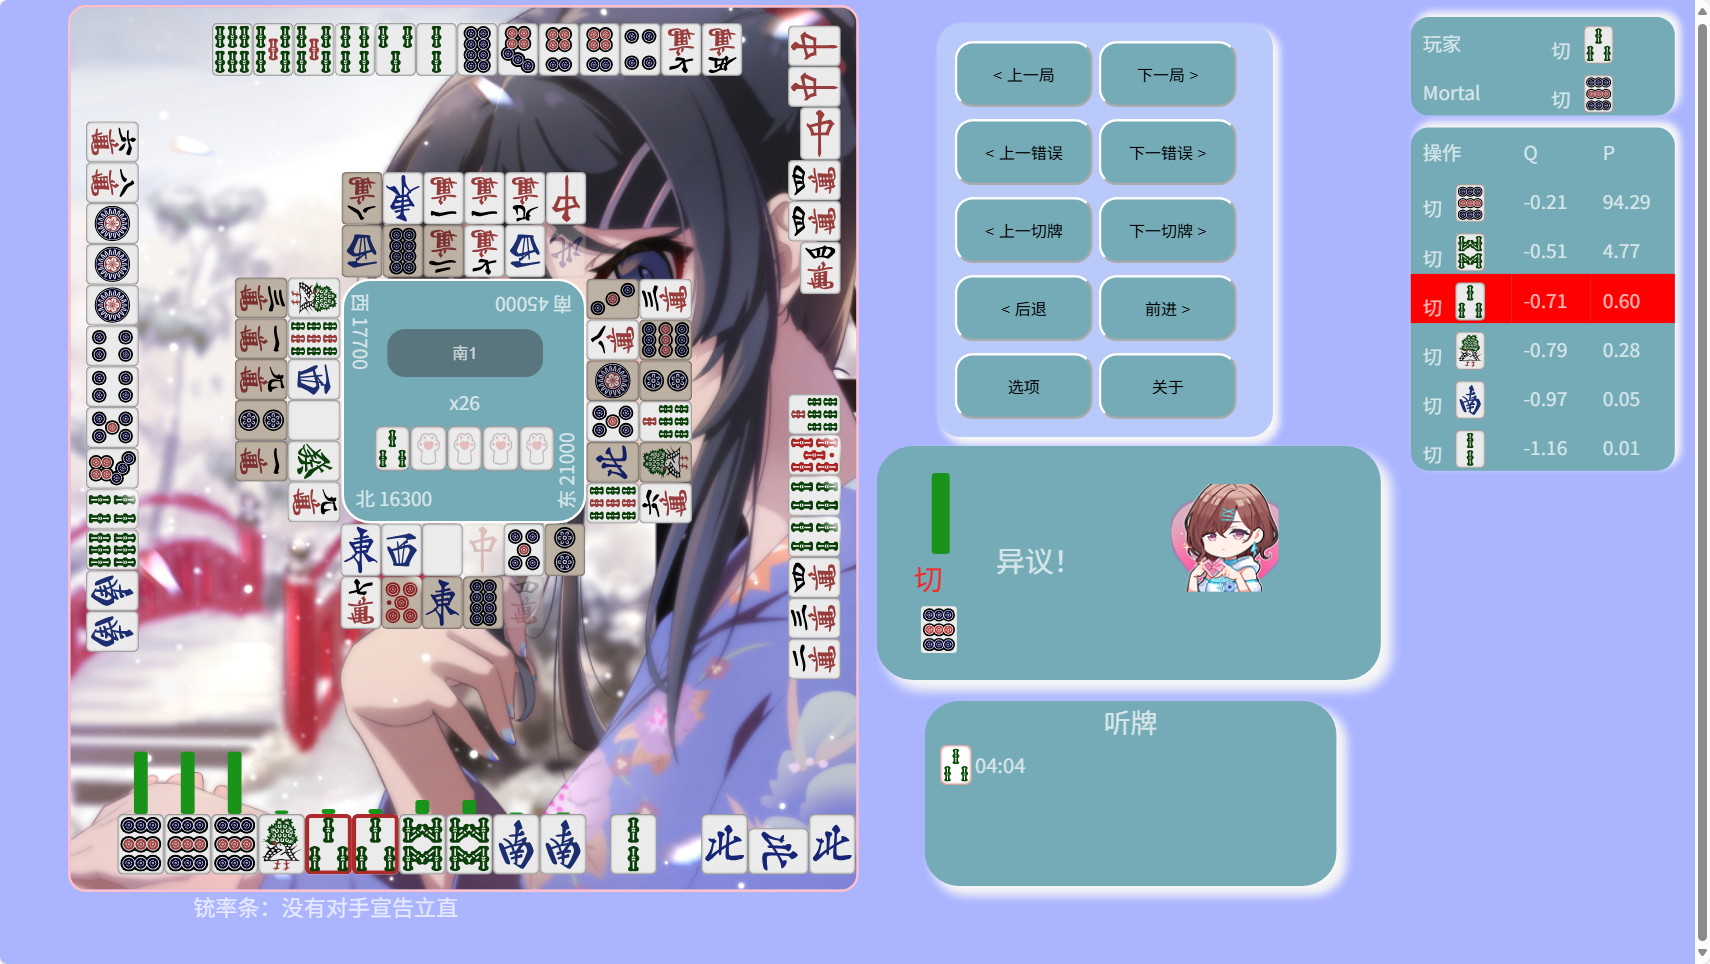 南1
x26
南 45000
西 17700
东 21000
北 16300
铳率条：没有对手宣告立直
< 上一局
下一局 >
< 上一错误
下一错误 >
< 上一切牌
下一切牌 >
< 后退
前进 >
选项
关于
切
异议！
听牌
04:04
玩家 切
Mortal 切
操作 Q P
切 -0.21 94.29
切 -0.51 4.77
切 -0.71 0.60
切 -0.79 0.28
切 -0.97 0.05
切 -1.16 0.01